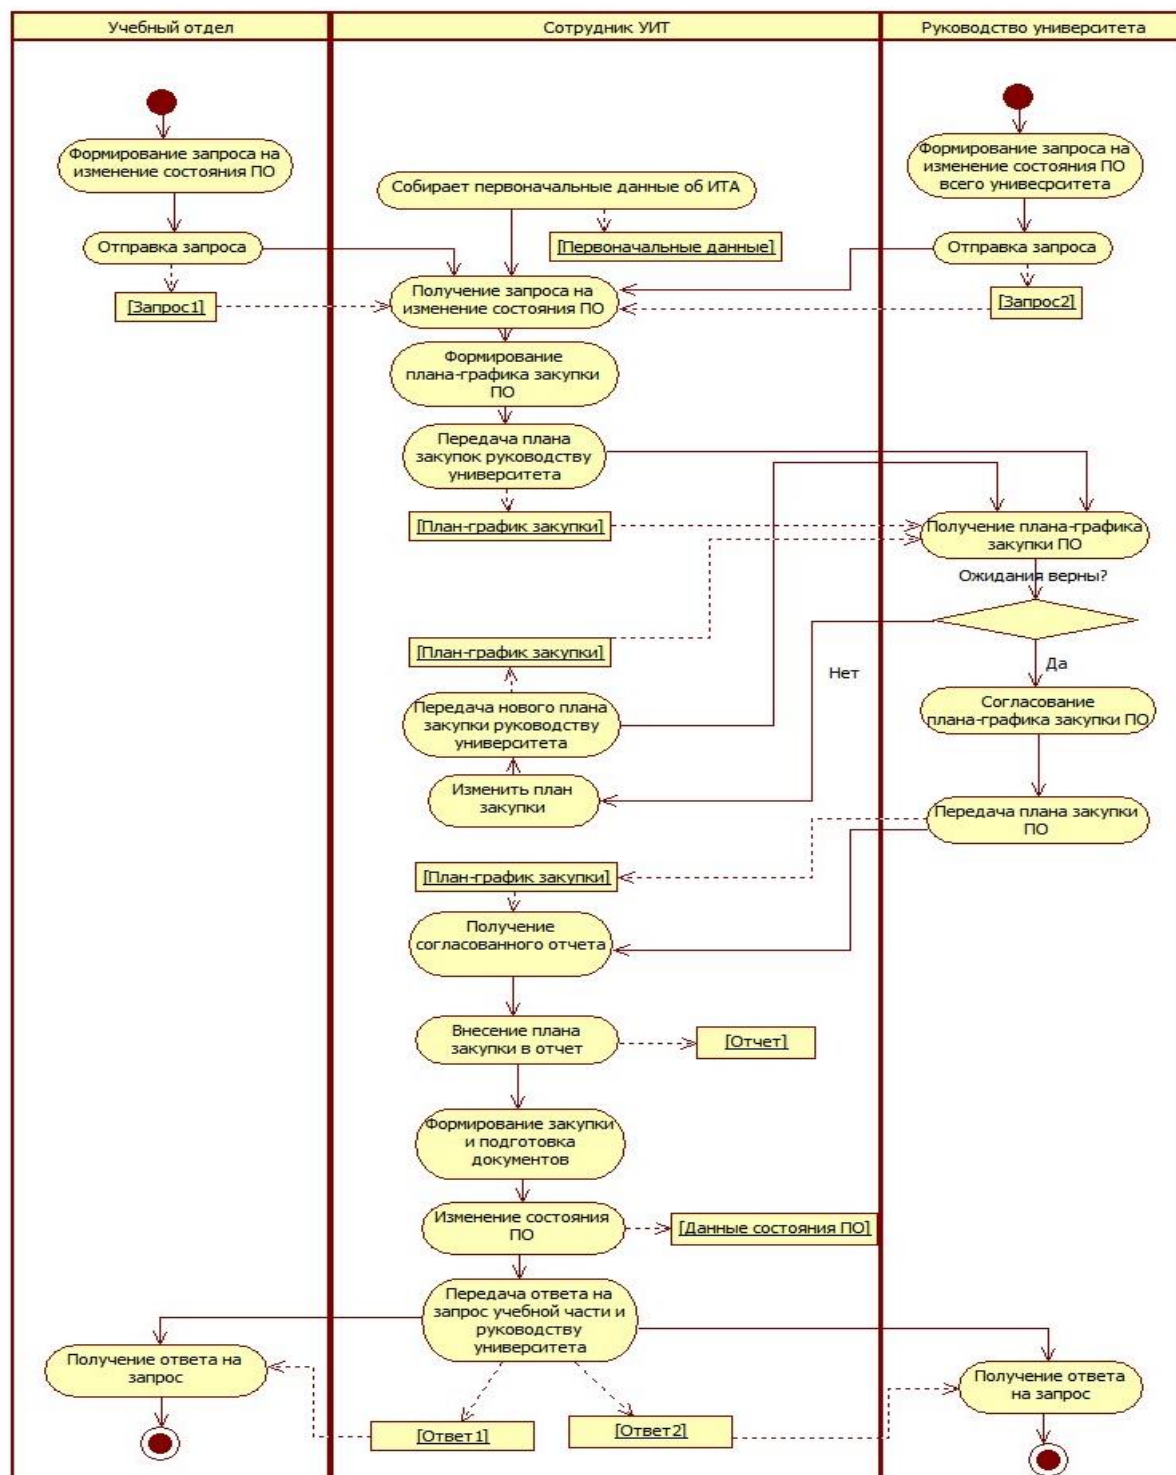 Учебный отдел
Сотрудник УИТ
Руководство университета
Формирование запроса на
изменение состояния ПО
Собирает первоначальные данные об ИТА
Формирование запроса на
изменение состояния ПО
всего унивесрситета
Отправка запроса
[Первоначальные данные]
Отправка запроса
[Запрос1]
Получение запроса на
изменение состояния ПО
[Запрос2]
Формирование
плана-графика закупки
ПО
Передача плана
закупок руководству
университета
[План-график закупки]
Получение плана-графика
закупки ПО
Ожидания верны?
[План-график закупки]
Нет
Да
Передача нового плана
закупки руководству
университета
Согласование
плана-графика закупки ПО
Изменить план
закупки
Передача плана закупки
ПО
[План-график закупки]
Получение
согласованного отчета
Внесение плана
закупки в отчет
[Отчет]
Формирование закупки
и подготовка
документов
Изменение состояния
ПО
[Данные состояния ПО]
Передача ответа на
запрос учебной части и
руководству
университета
Получение ответа на
запрос
Получение ответа
на запрос
[Ответ1]
[Ответ2]